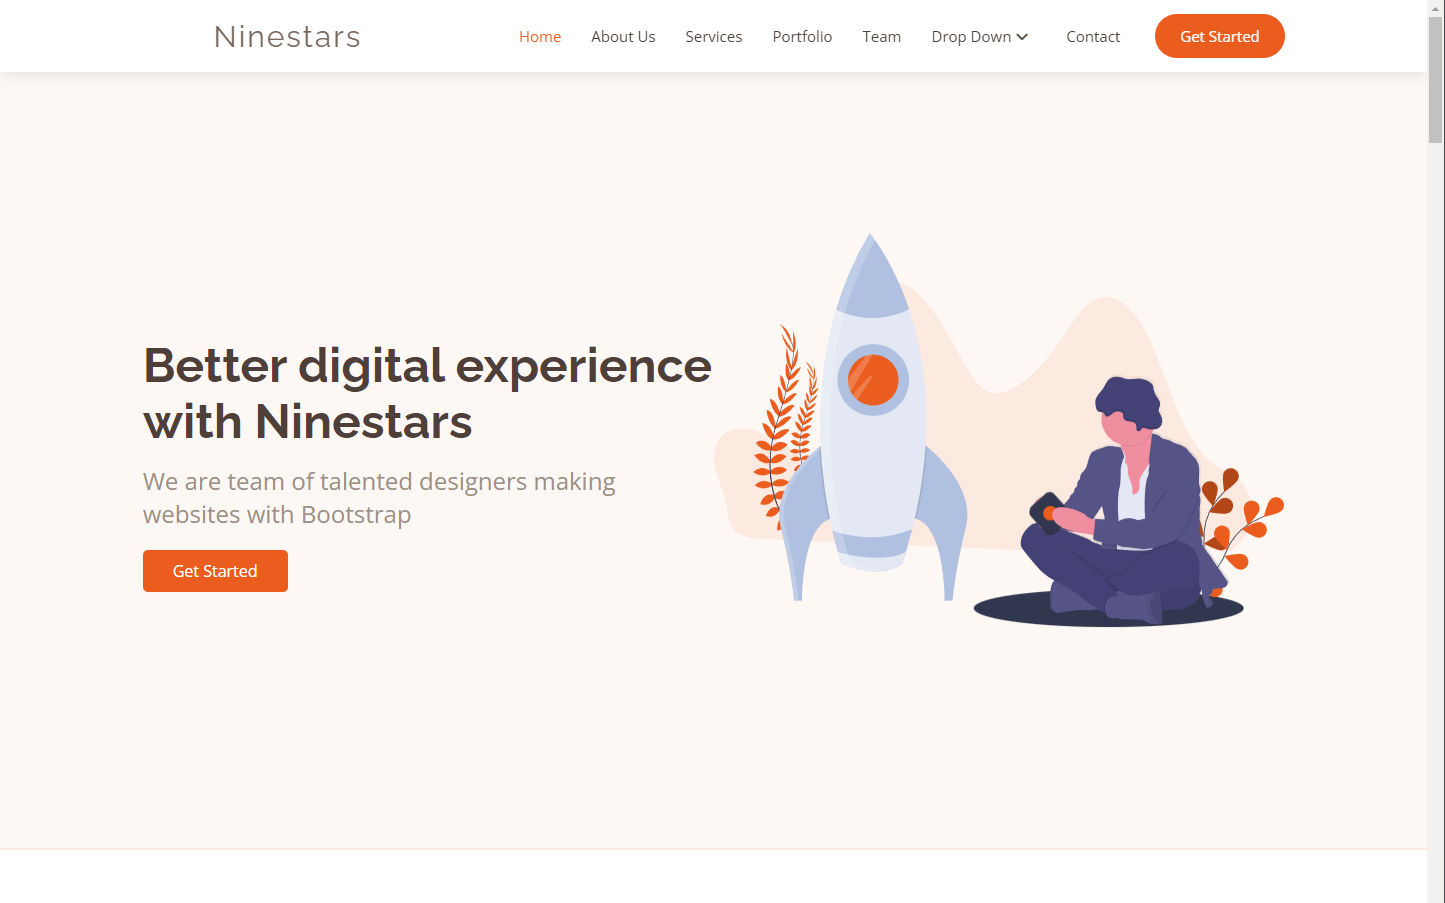 Ninestars
Home About Us Services Portfolio Team Drop Down Contact Get Started
Better digital experience
with Ninestars
We are team of talented designers making
websites with Bootstrap
Get Started